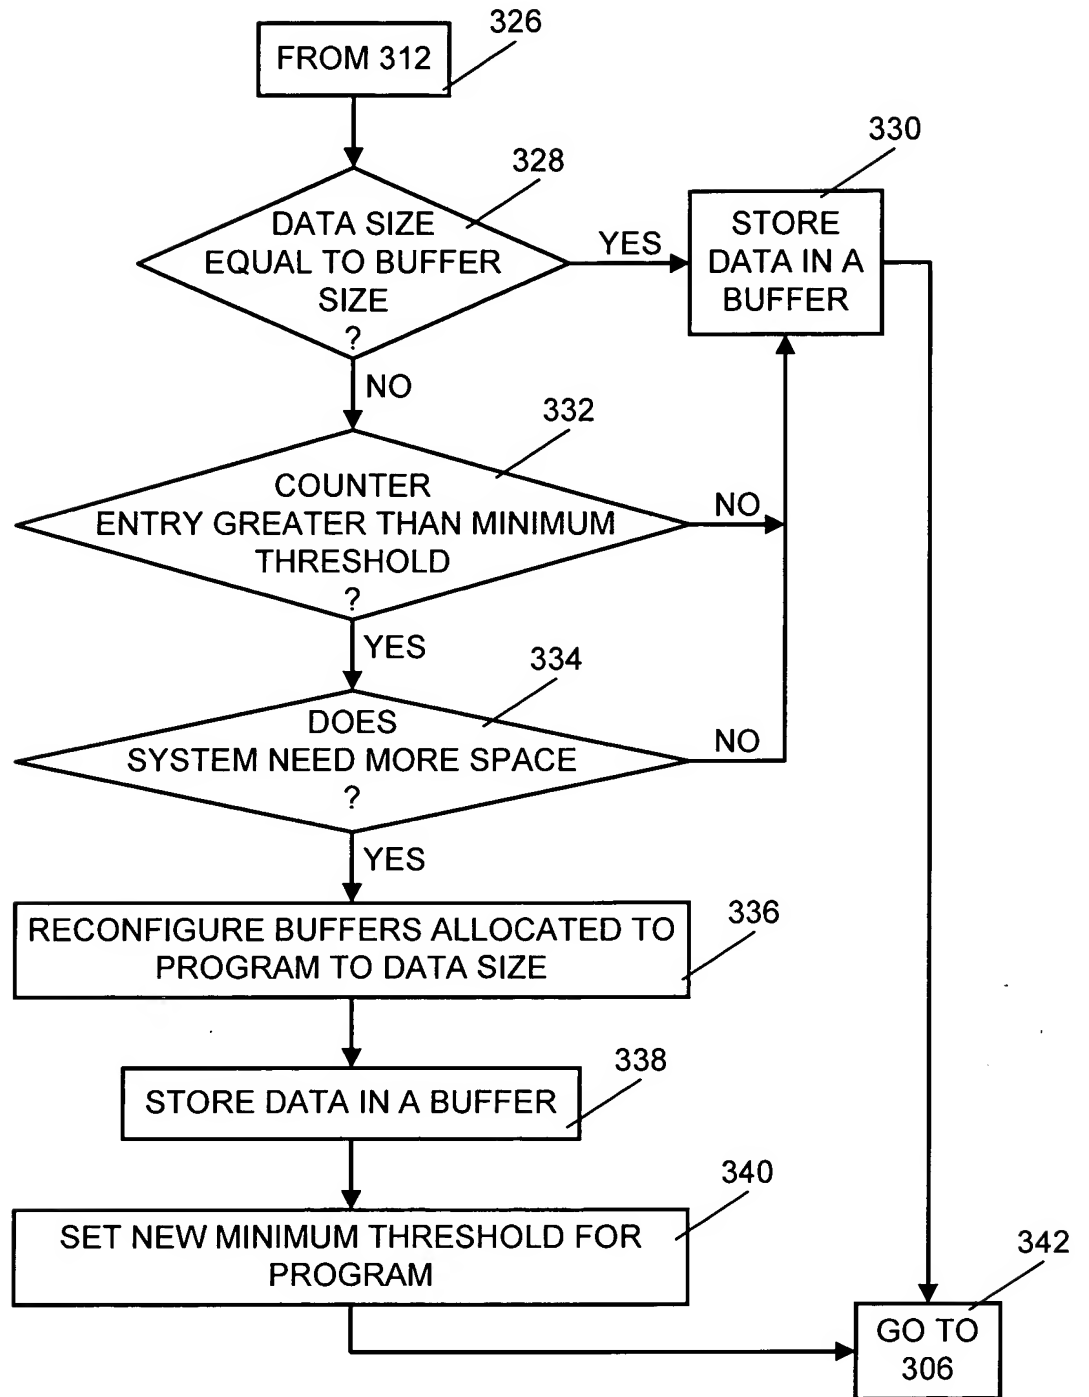 326
FROM 312
328
DATA SIZE
EQUAL TO BUFFER
SIZE
?
YES
330
STORE
DATA IN A
BUFFER
NO
332
COUNTER
ENTRY GREATER THAN MINIMUM
THRESHOLD
?
NO
YES
334
DOES
SYSTEM NEED MORE SPACE
?
NO
YES
336
RECONFIGURE BUFFERS ALLOCATED TO
PROGRAM TO DATA SIZE
338
STORE DATA IN A BUFFER
340
SET NEW MINIMUM THRESHOLD FOR
PROGRAM
342
GO TO
306